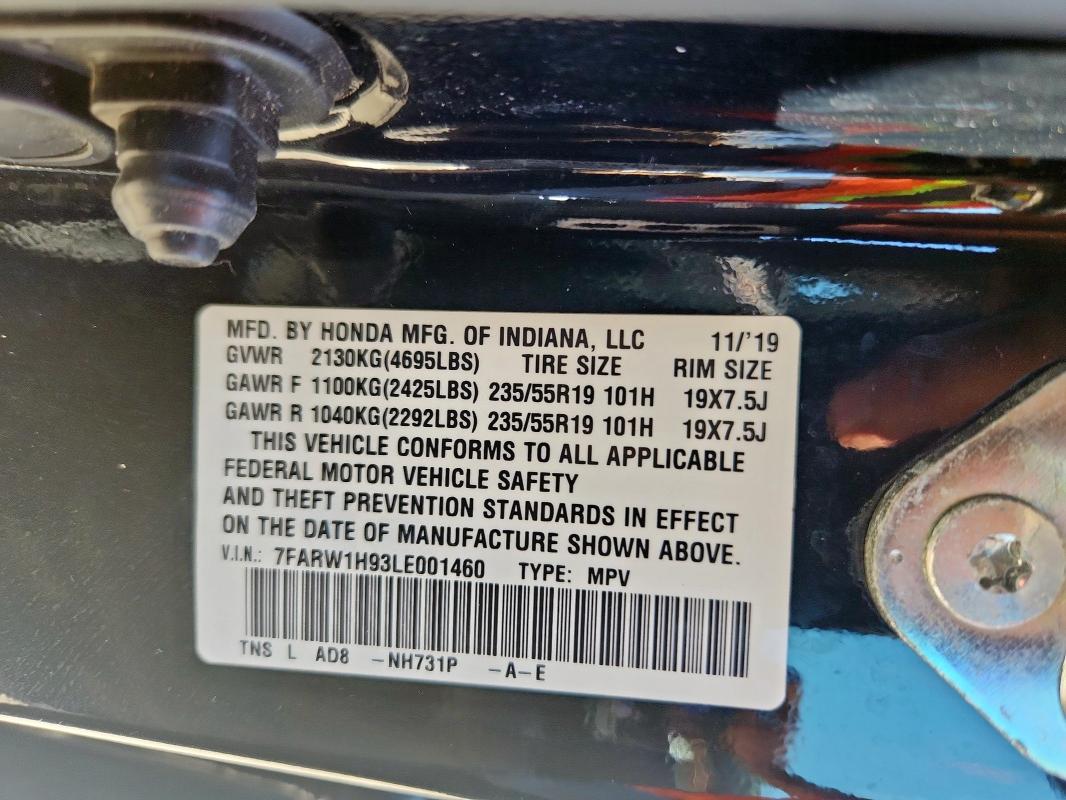 MFD. BY HONDA MFG. OF INDIANA, LLC 11/'19
GVWR 2130KG(4695LBS) TIRE SIZE RIM SIZE
GAWR F 1100KG(2425LBS) 235/55R19 101H 19X7.5J
GAWR R 1040KG(2292LBS) 235/55R19 101H 19X7.5J
THIS VEHICLE CONFORMS TO ALL APPLICABLE
FEDERAL MOTOR VEHICLE SAFETY
AND THEFT PREVENTION STANDARDS IN EFFECT
ON THE DATE OF MANUFACTURE SHOWN ABOVE.
V.I.N.: 7FARW1H93LE001460 TYPE: MPV
TNS L AD8 -NH731P -A-E